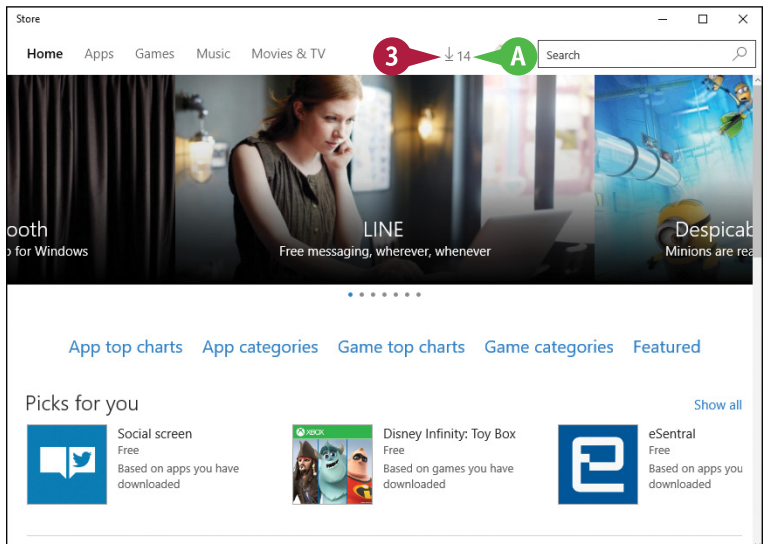 Store
Home Apps Games Music Movies & TV 3 14 A Search
ooth
o for Windows
LINE
Free messaging, wherever, whenever
Despicab
Minions are rea
App top charts App categories Game top charts Game categories Featured
Picks for you Show all
Social screen
Free
Based on apps you have
downloaded
XBOX
Disney Infinity: Toy Box
Free
Based on games you have
downloaded
eSentral
Free
Based on apps you
downloaded